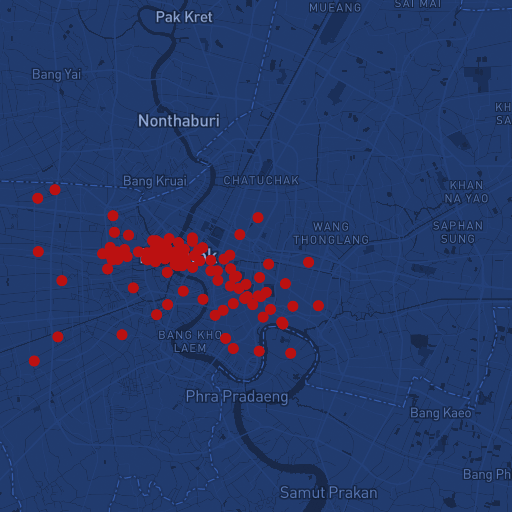 MUEANG
SAI MAI
Pak Kret
Bang Yai
Nonthaburi
KH
SA
Bang Kruai
CHATUCHAK
KHAN
NA YAO
WANG
THONGLANG
SAPHAN
SUNG
BANG KHO
LAEM
Phra Pradaeng
Bang Kaeo
Bang Ph
Samut Prakan